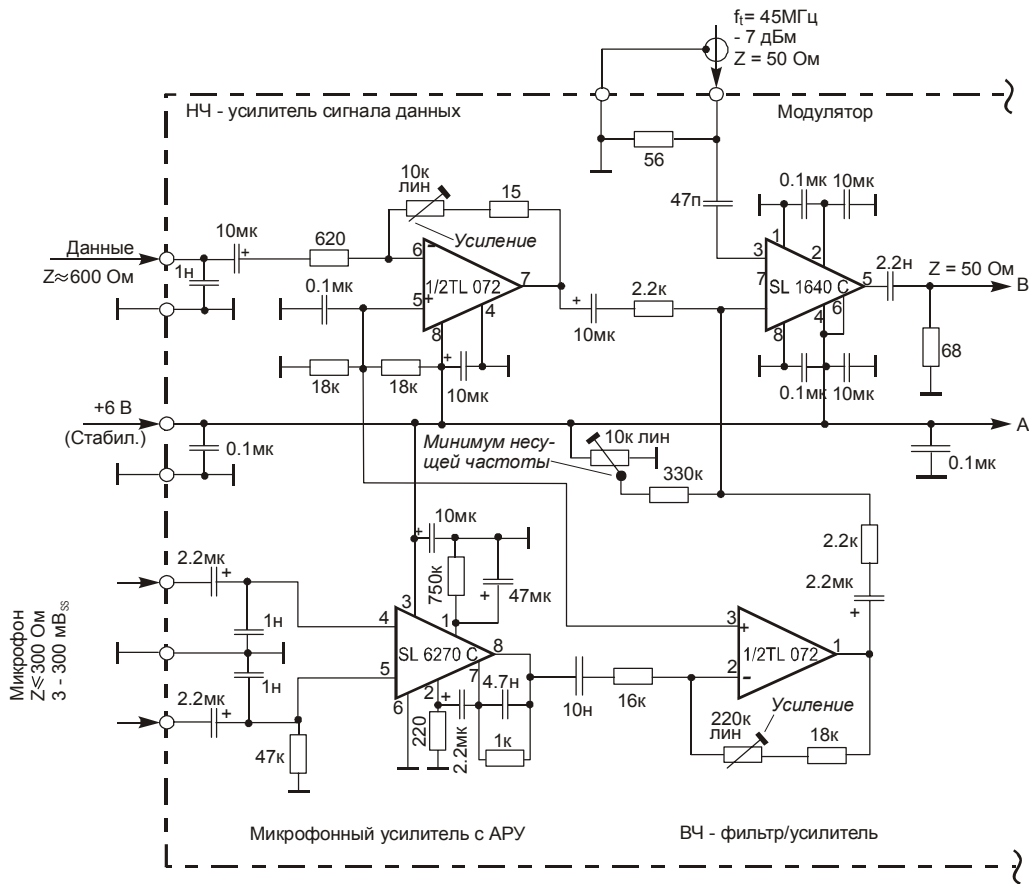 fₜ= 45МГц
- 7 дБм
Z = 50 Ом
НЧ - усилитель сигнала данных
Модулятор
56
10к
лин
15
47п
0.1мк
10мк
Данные
10мк
620
Усиление
1
2
Z≈600 Ом
1н
+
6
-
3
2.2н
Z = 50 Ом
0.1мк
1/2TL 072
7
2.2к
7
SL 1640 C
5
B
5
+
4
+
4
6
8
+
10мк
8
68
18к
18к
10мк
0.1мк
10мк
+6 В
(Стабил.)
A
0.1мк
Минимум несу-
щей частоты
10к лин
330к
0.1мк
+
10мк
2.2к
2.2мк
750к
+
47мк
2.2мк
+
3
1
+
Микрофон
Z⩽300 Ом
3 - 300 мВss
1н
4
3
+
SL 6270 C
8
1/2TL 072
1
1н
5
7
4.7н
2
-
2.2мк
+
6
2
+
10н
16к
220к
лин
Усиление
47к
220
2.2мк
1к
18к
Микрофонный усилитель с АРУ
ВЧ - фильтр/усилитель